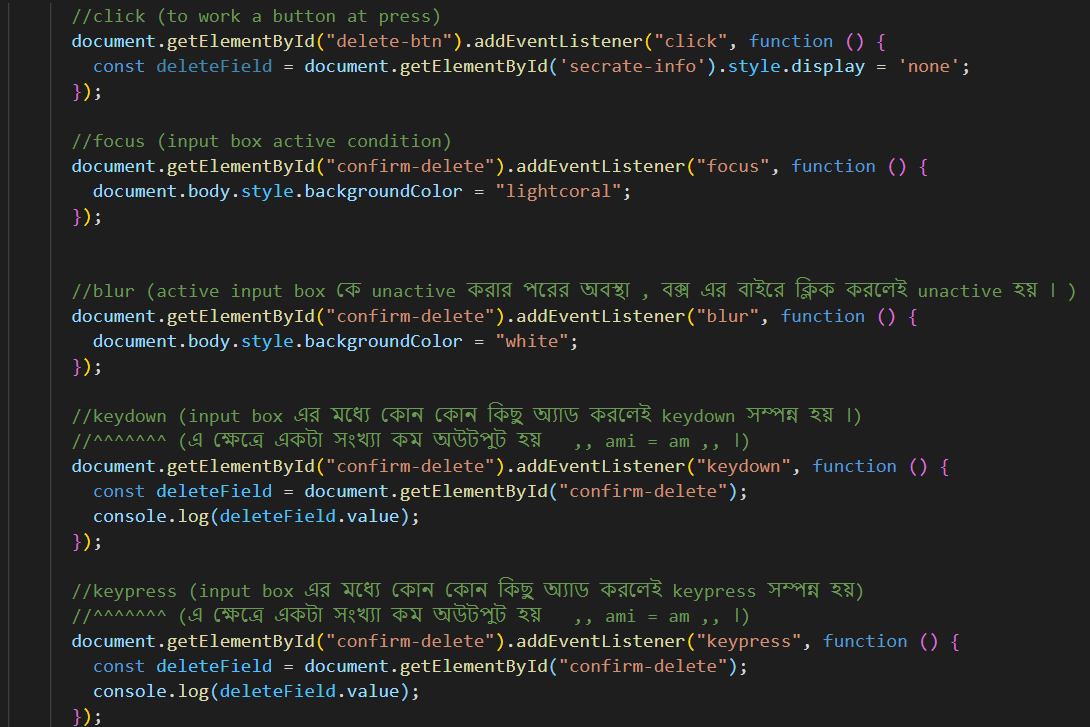 //click (to work a button at press)
document.getElementById("delete-btn").addEventListener("click", function () {
const deleteField = document.getElementById('secrate-info').style.display = 'none';
});
//focus (input box active condition)
document.getElementById("confirm-delete").addEventListener("focus", function () {
document.body.style.backgroundColor = "lightcoral";
});
//blur (active input box কে unactive করার পরের অবস্থা , বক্স এর বাইরে ক্লিক করলেই unactive হয় । )
document.getElementById("confirm-delete").addEventListener("blur", function () {
document.body.style.backgroundColor = "white";
});
//keydown (input box এর মধ্যে কোন কোন কিছু অ্যাড করলেই keydown সম্পন্ন হয় ।)
//^^^^^^^ (এ ক্ষেত্রে একটা সংখ্যা কম অউটপুট হয় ,, ami = am ,, ।)
document.getElementById("confirm-delete").addEventListener("keydown", function () {
const deleteField = document.getElementById("confirm-delete");
console.log(deleteField.value);
});
//keypress (input box এর মধ্যে কোন কোন কিছু অ্যাড করলেই keypress সম্পন্ন হয়)
//^^^^^^^ (এ ক্ষেত্রে একটা সংখ্যা কম অউটপুট হয় ,, ami = am ,, ।)
document.getElementById("confirm-delete").addEventListener("keypress", function () {
const deleteField = document.getElementById("confirm-delete");
console.log(deleteField.value);
});